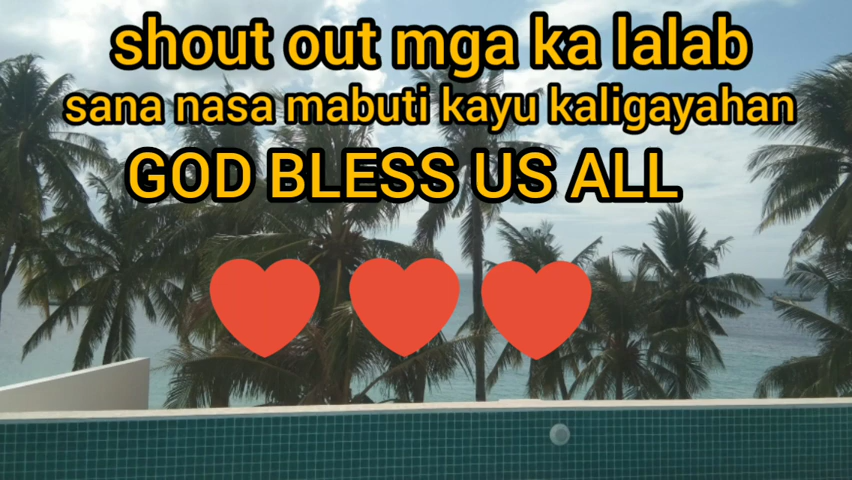 shout out mga ka lalab
sana nasa mabuti kayu kaligayahan
GOD BLESS US ALL